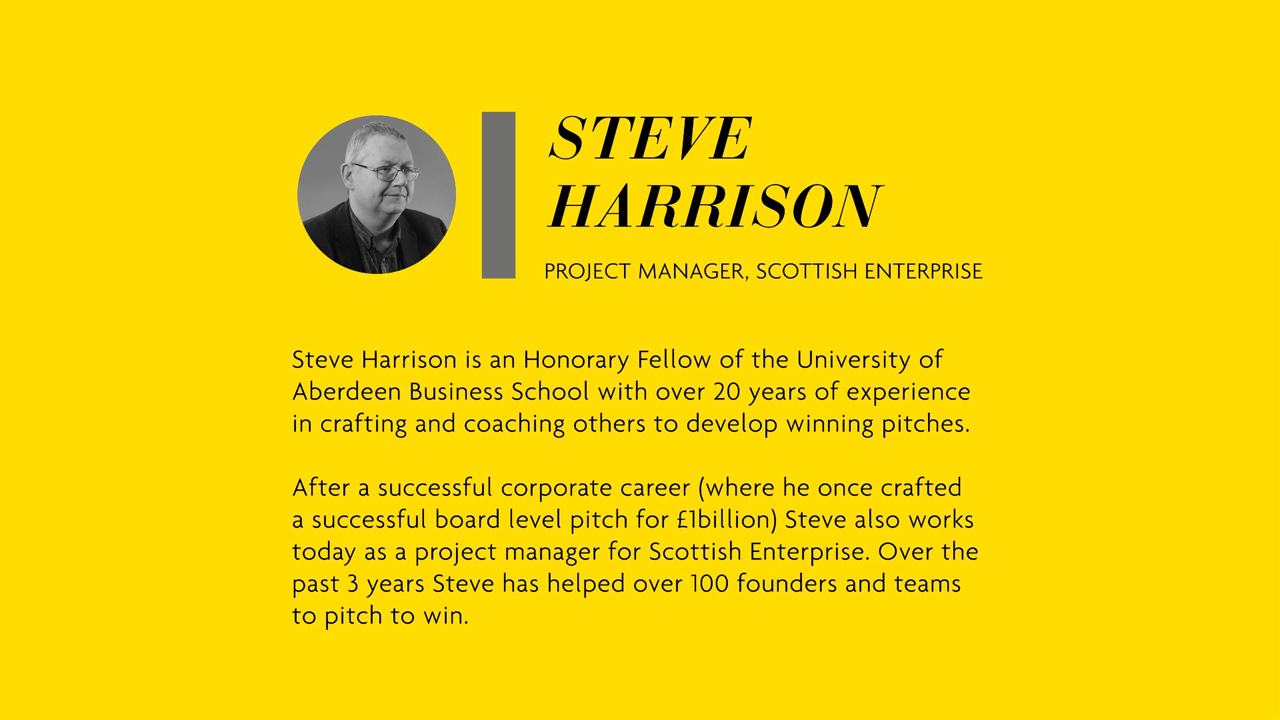 STEVE
HARRISON
PROJECT MANAGER, SCOTTISH ENTERPRISE
Steve Harrison is an Honorary Fellow of the University of
Aberdeen Business School with over 20 years of experience
in crafting and coaching others to develop winning pitches.
After a successful corporate career (where he once crafted
a successful board level pitch for £1billion) Steve also works
today as a project manager for Scottish Enterprise. Over the
past 3 years Steve has helped over 100 founders and teams
to pitch to win.